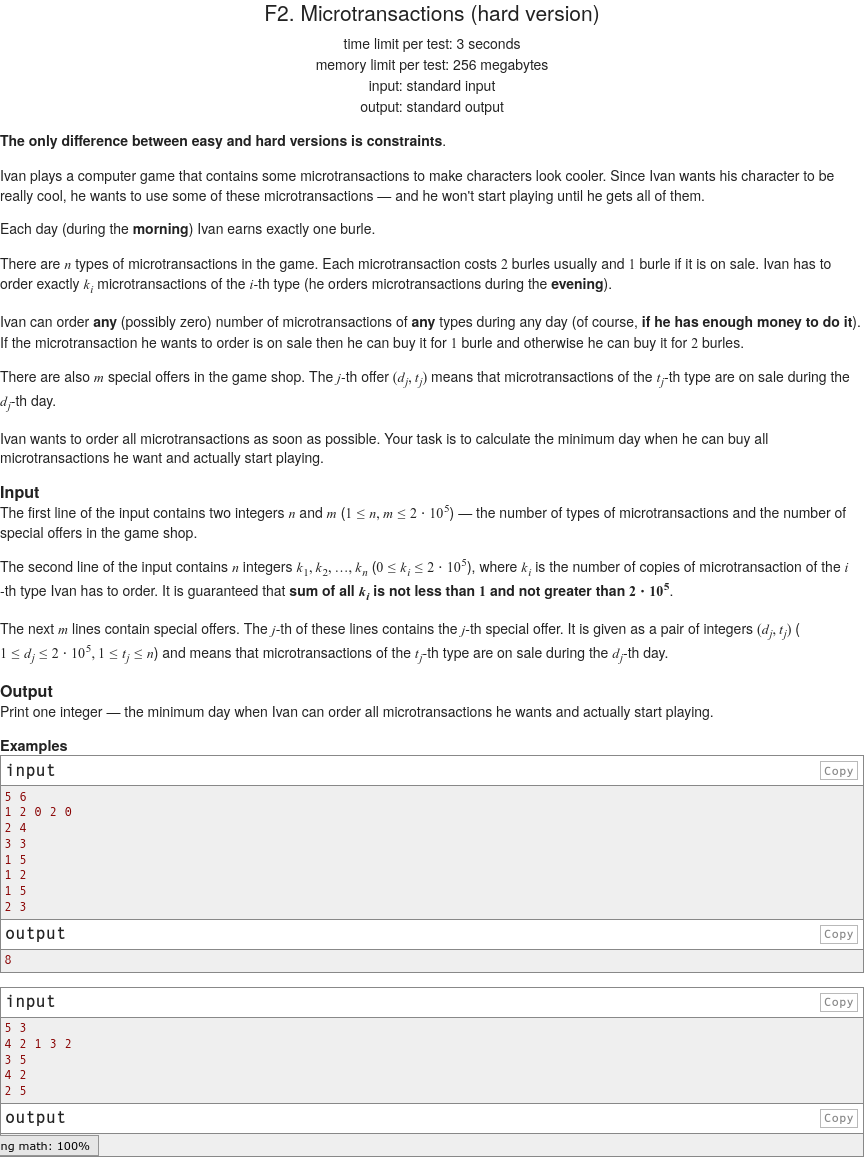 F2. Microtransactions (hard version)
time limit per test: 3 seconds
memory limit per test: 256 megabytes
input: standard input
output: standard output
The only difference between easy and hard versions is constraints.
Ivan plays a computer game that contains some microtransactions to make characters look cooler. Since Ivan wants his character to be
really cool, he wants to use some of these microtransactions — and he won't start playing until he gets all of them.
Each day (during the morning) Ivan earns exactly one burle.
There are n types of microtransactions in the game. Each microtransaction costs 2 burles usually and 1 burle if it is on sale. Ivan has to
order exactly k_i microtransactions of the i-th type (he orders microtransactions during the evening).
Ivan can order any (possibly zero) number of microtransactions of any types during any day (of course, if he has enough money to do it).
If the microtransaction he wants to order is on sale then he can buy it for 1 burle and otherwise he can buy it for 2 burles.
There are also m special offers in the game shop. The j-th offer (d_j, t_j) means that microtransactions of the t_j-th type are on sale during the
d_j-th day.
Ivan wants to order all microtransactions as soon as possible. Your task is to calculate the minimum day when he can buy all
microtransactions he want and actually start playing.
Input
The first line of the input contains two integers n and m (1 ≤ n, m ≤ 2 · 10^5) — the number of types of microtransactions and the number of
special offers in the game shop.
The second line of the input contains n integers k_1, k_2, …, k_n (0 ≤ k_i ≤ 2 · 10^5), where k_i is the number of copies of microtransaction of the i
-th type Ivan has to order. It is guaranteed that sum of all k_i is not less than 1 and not greater than 2 · 10^5.
The next m lines contain special offers. The j-th of these lines contains the j-th special offer. It is given as a pair of integers (d_j, t_j) (
1 ≤ d_j ≤ 2 · 10^5, 1 ≤ t_j ≤ n) and means that microtransactions of the t_j-th type are on sale during the d_j-th day.
Output
Print one integer — the minimum day when Ivan can order all microtransactions he wants and actually start playing.
Examples
input Copy
5 6
1 2 0 2 0
2 4
3 3
1 5
1 2
1 5
2 3
output Copy
8
input Copy
5 3
4 2 1 3 2
3 5
4 2
2 5
output Copy
ng math: 100%